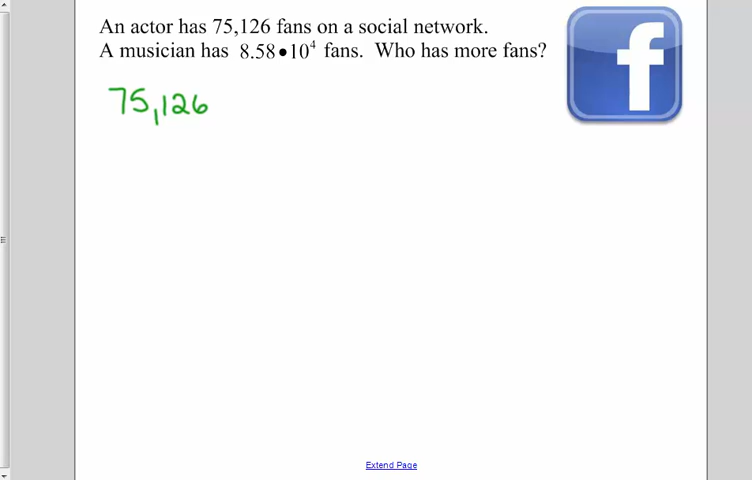 An actor has 75,126 fans on a social network.
A musician has 8.58•10⁴ fans. Who has more fans?
f
75,126
Extend Page